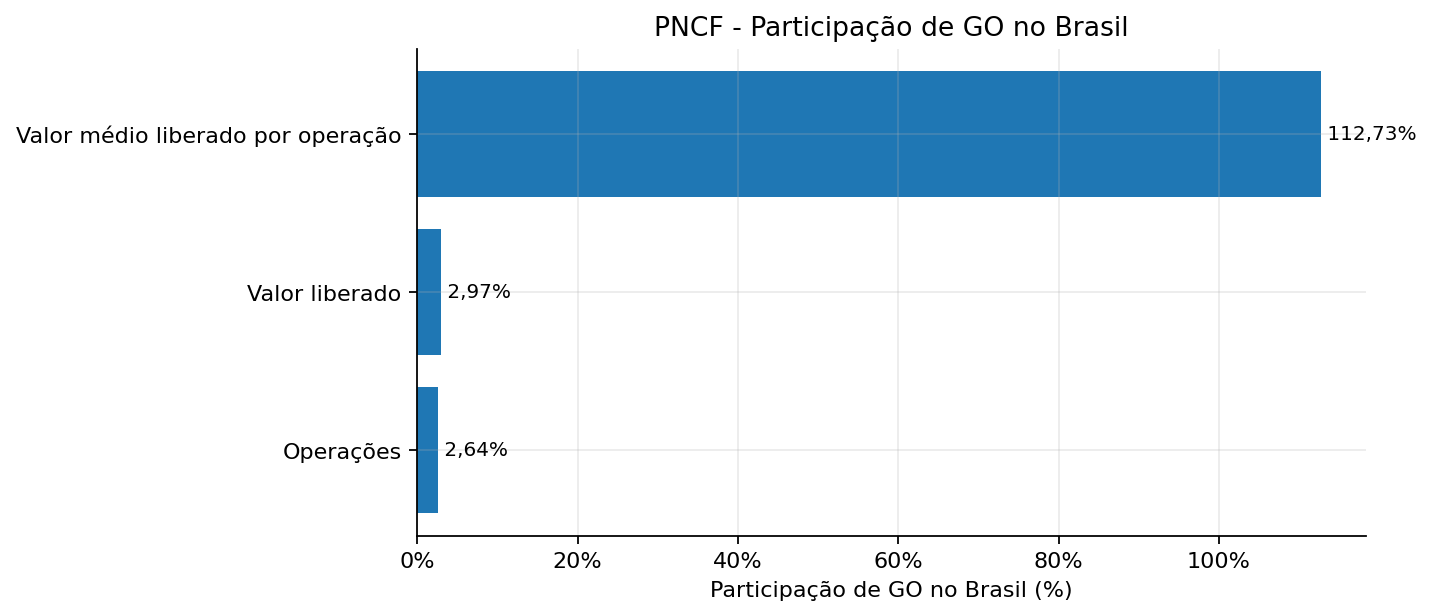 PNCF - Participação de GO no Brasil
Valor médio liberado por operação
112,73%
Valor liberado
2,97%
Operações
2,64%
0%
20%
40%
60%
80%
100%
Participação de GO no Brasil (%)